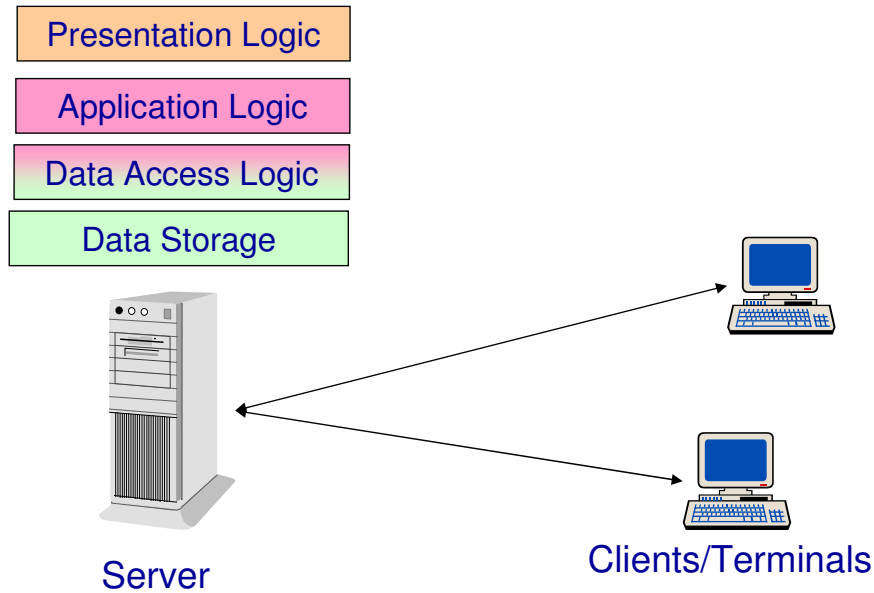 Presentation Logic
Application Logic
Data Access Logic
Data Storage
Server
Clients/Terminals